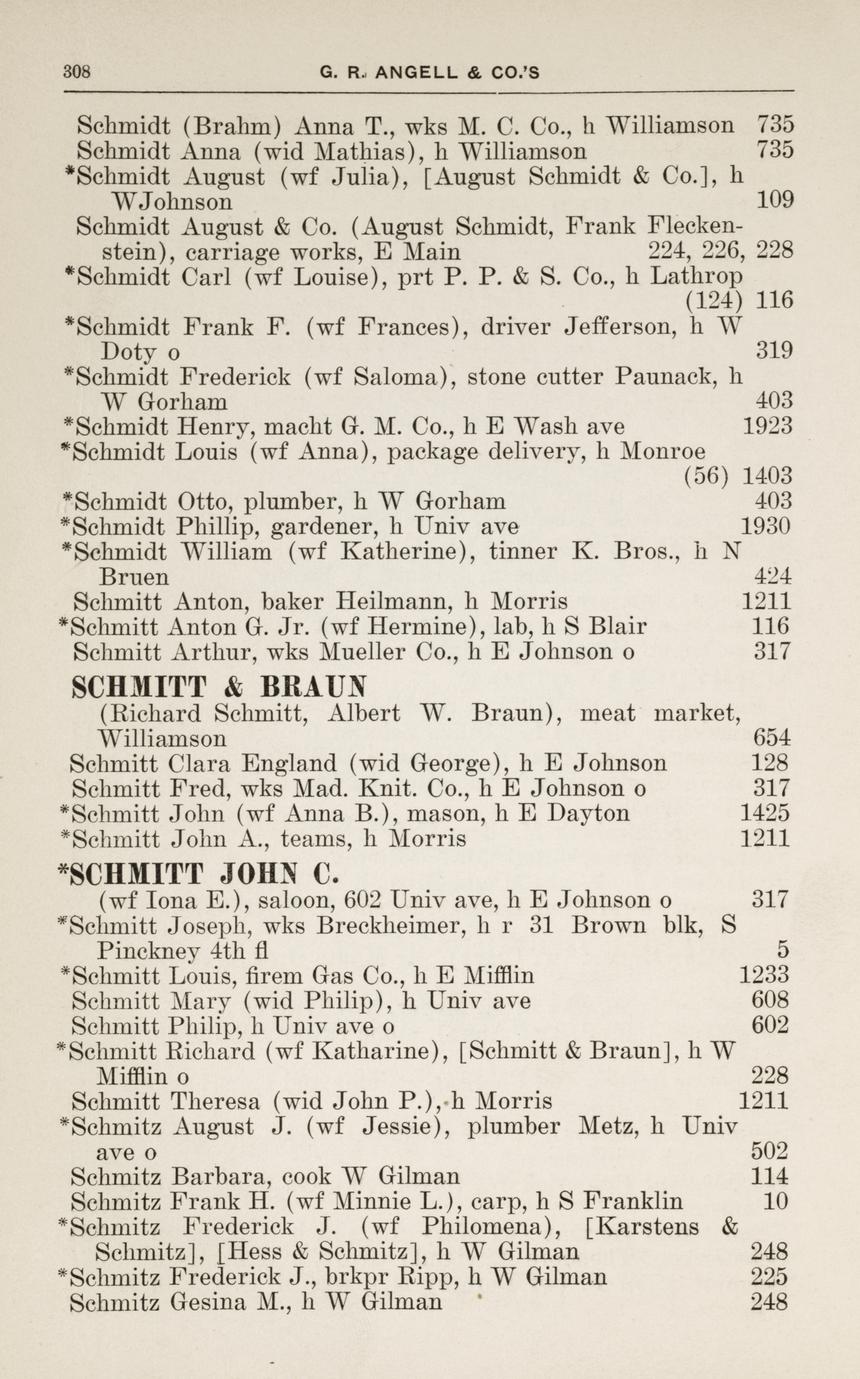 308 G. R. ANGELL & CO.'S
Schmidt (Brahm) Anna T., wks M. C. Co., h Williamson 735
Schmidt Anna (wid Mathias), h Williamson 735
*Schmidt August (wf Julia), [August Schmidt & Co.], h
WJohnson 109
Schmidt August & Co. (August Schmidt, Frank Flecken-
stein), carriage works, E Main 224, 226, 228
*Schmidt Carl (wf Louise), prt P. P. & S. Co., h Lathrop
(124) 116
*Schmidt Frank F. (wf Frances), driver Jefferson, h W
Doty o 319
*Schmidt Frederick (wf Saloma), stone cutter Paunack, h
W Gorham 403
*Schmidt Henry, macht G. M. Co., h E Wash ave 1923
*Schmidt Louis (wf Anna), package delivery, h Monroe
(56) 1403
*Schmidt Otto, plumber, h W Gorham 403
*Schmidt Phillip, gardener, h Univ ave 1930
*Schmidt William (wf Katherine), tinner K. Bros., h N
Bruen 424
Schmitt Anton, baker Heilmann, h Morris 1211
*Schmitt Anton G. Jr. (wf Hermine), lab, h S Blair 116
Schmitt Arthur, wks Mueller Co., h E Johnson o 317
SCHMITT & BRAUN
(Richard Schmitt, Albert W. Braun), meat market,
Williamson 654
Schmitt Clara England (wid George), h E Johnson 128
Schmitt Fred, wks Mad. Knit. Co., h E Johnson o 317
*Schmitt John (wf Anna B.), mason, h E Dayton 1425
*Schmitt John A., teams, h Morris 1211
*SCHMITT JOHN C.
(wf Iona E.), saloon, 602 Univ ave, h E Johnson o 317
*Schmitt Joseph, wks Breckheimer, h r 31 Brown blk, S
Pinckney 4th fl 5
*Schmitt Louis, firem Gas Co., h E Mifflin 1233
Schmitt Mary (wid Philip), h Univ ave 608
Schmitt Philip, h Univ ave o 602
*Schmitt Richard (wf Katharine), [Schmitt & Braun], h W
Mifflin o 228
Schmitt Theresa (wid John P.), h Morris 1211
*Schmitz August J. (wf Jessie), plumber Metz, h Univ
ave o 502
Schmitz Barbara, cook W Gilman 114
Schmitz Frank H. (wf Minnie L.), carp, h S Franklin 10
*Schmitz Frederick J. (wf Philomena), [Karstens &
Schmitz], [Hess & Schmitz], h W Gilman 248
*Schmitz Frederick J., brkpr Ripp, h W Gilman 225
Schmitz Gesina M., h W Gilman 248